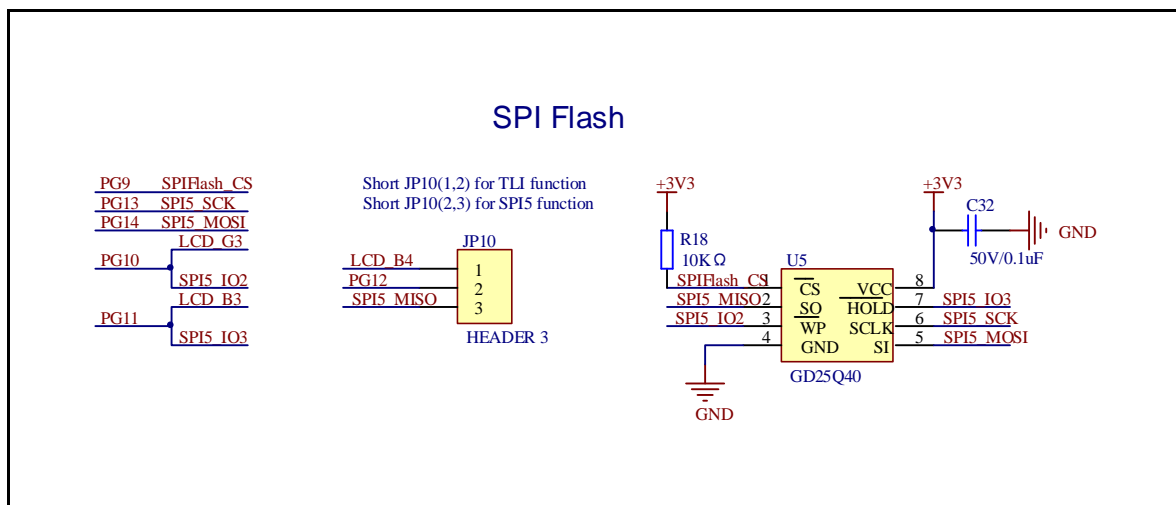 SPI Flash
PG9 SPIFlash_CS
PG13 SPI5_SCK
PG14 SPI5_MOSI
LCD_G3
PG10
SPI5_IO2
LCD_B3
PG11
SPI5_IO3
Short JP10(1,2) for TLI function
Short JP10(2,3) for SPI5 function
JP10
LCD_B4 1
PG12 2
SPI5_MISO 3
HEADER 3
+3V3
R18
10KΩ
+3V3
C32
GND
50V/0.1uF
U5
SPIFlash_CS 1 CS VCC 8
SPI5_MISO 2 SO HOLD 7 SPI5_IO3
SPI5_IO2 3 WP SCLK 6 SPI5_SCK
4 GND SI 5 SPI5_MOSI
GD25Q40
GND